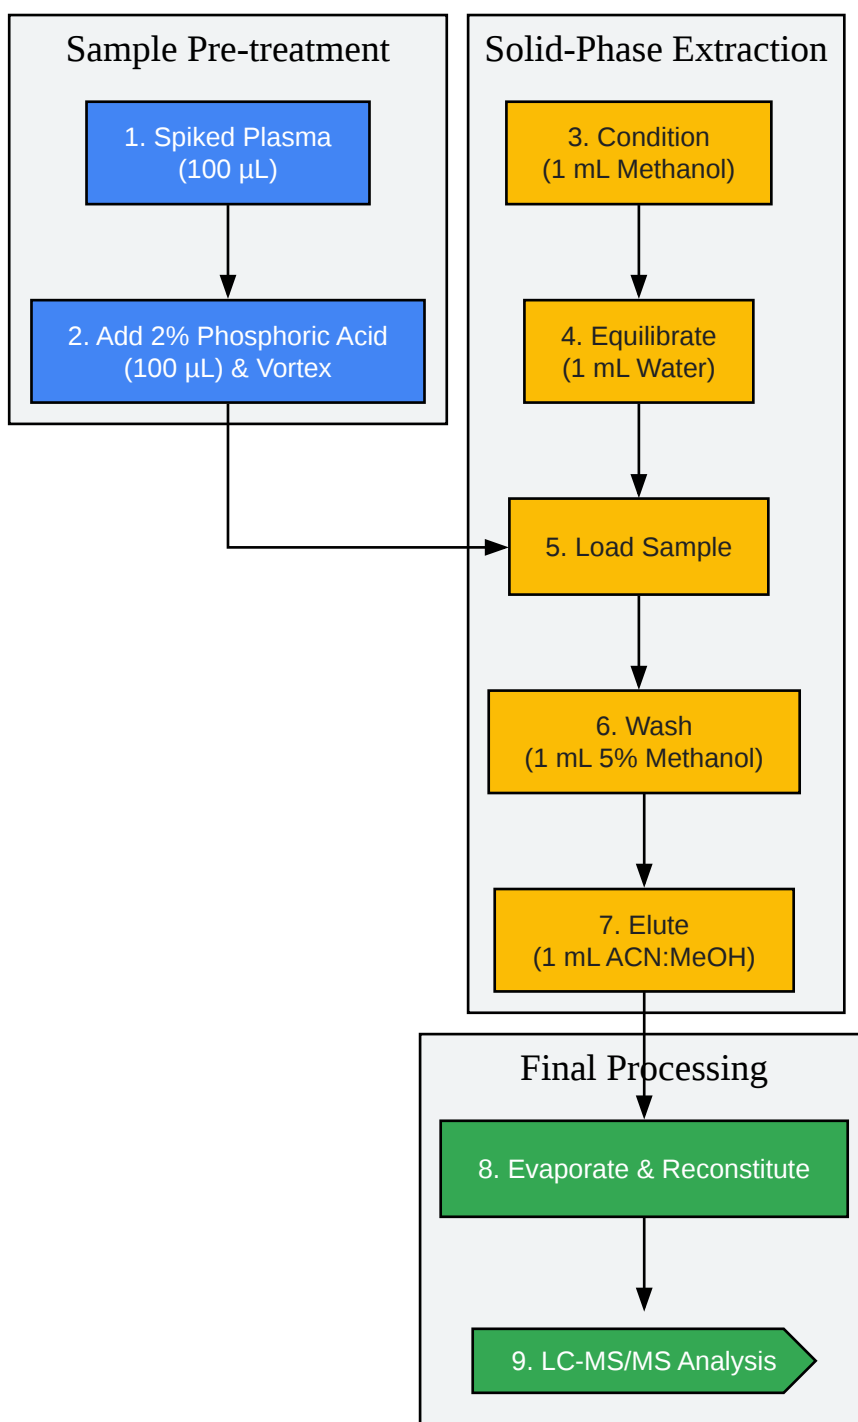 Sample Pre-treatment
1. Spiked Plasma
(100 µL)
2. Add 2% Phosphoric Acid
(100 µL) & Vortex
Solid-Phase Extraction
3. Condition
(1 mL Methanol)
4. Equilibrate
(1 mL Water)
5. Load Sample
6. Wash
(1 mL 5% Methanol)
7. Elute
(1 mL ACN:MeOH)
Final Processing
8. Evaporate & Reconstitute
9. LC-MS/MS Analysis